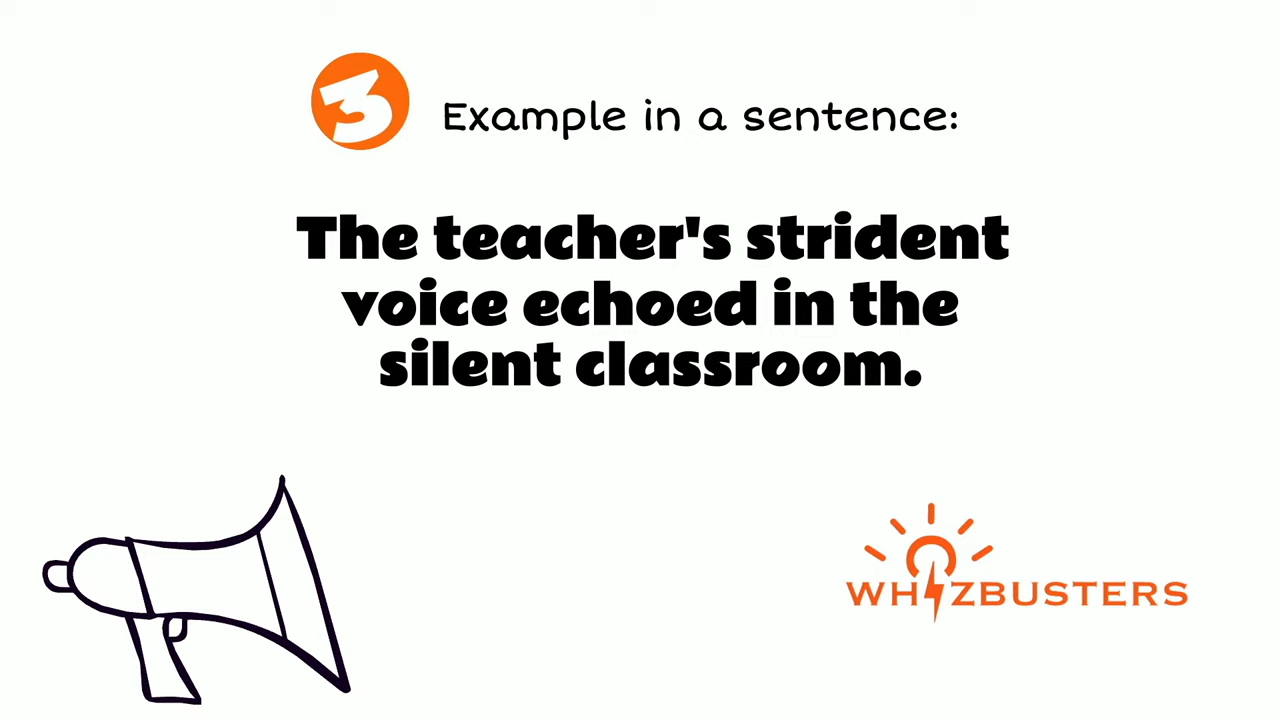 3 Example in a sentence:
The teacher's strident
voice echoed in the
silent classroom.
WHIZBUSTERS